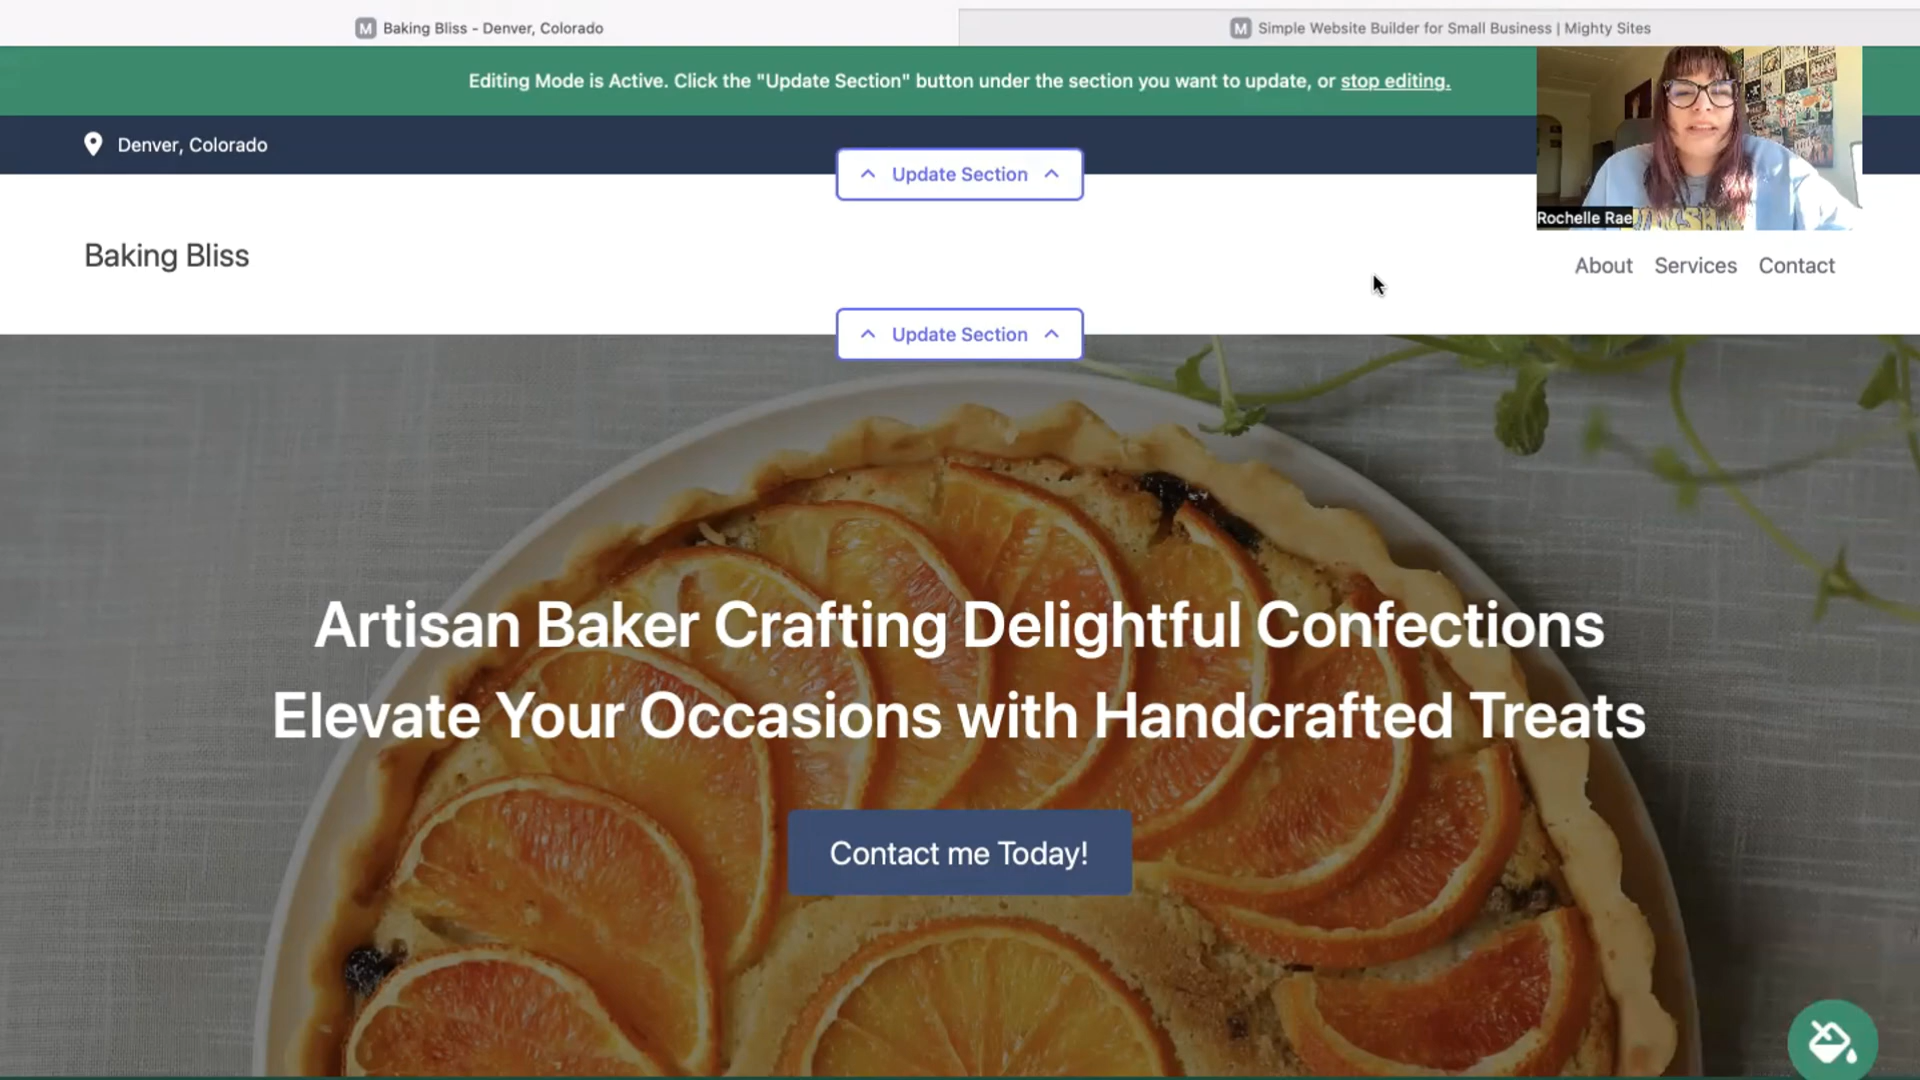 M Baking Bliss - Denver, Colorado
M Simple Website Builder for Small Business | Mighty Sites
Editing Mode is Active. Click the "Update Section" button under the section you want to update, or stop editing.
Denver, Colorado
Update Section
Rochelle Rae
Baking Bliss
About Services Contact
Update Section
Artisan Baker Crafting Delightful Confections
Elevate Your Occasions with Handcrafted Treats
Contact me Today!